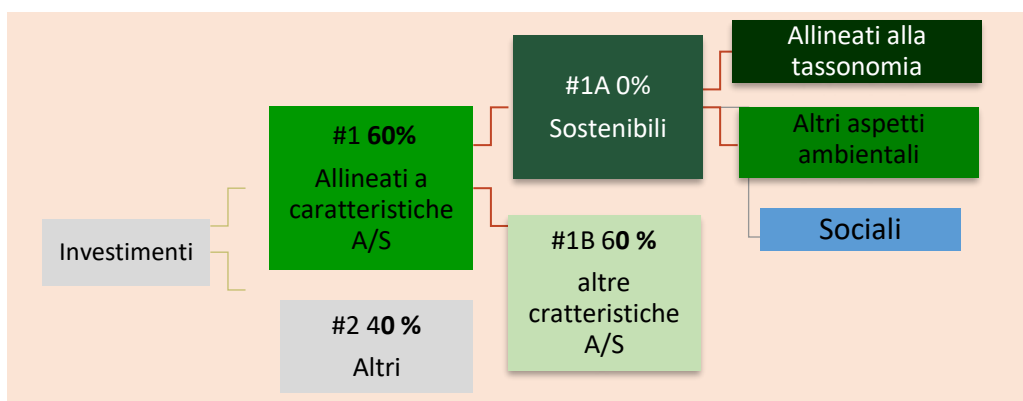 Investimenti
#1 60%
Allineati a
caratteristiche
A/S
#2 40 %
Altri
#1A 0%
Sostenibili
#1B 60 %
altre
cratteristiche
A/S
Allineati alla
tassonomia
Altri aspetti
ambientali
Sociali